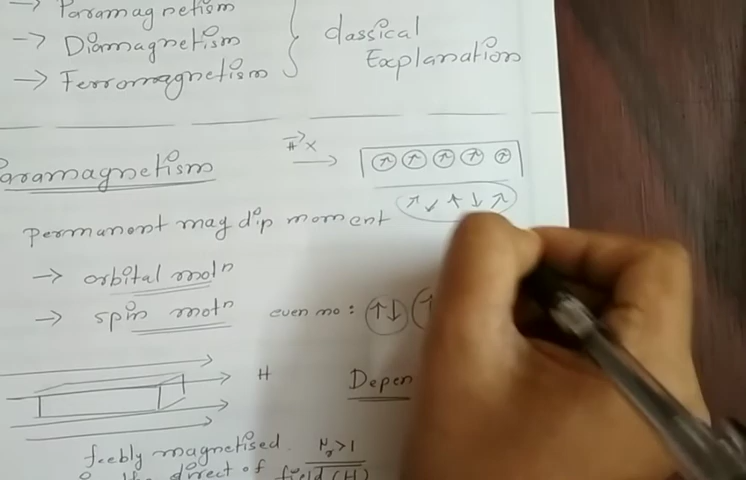 → Paramagnetism
→ Diamagnetism
→ Ferromagnetism
classical
Explanation
Paramagnetism
H x
permanant mag dip moment
→ orbital motn
→ spin motn
even no:
H
Depen
feebly magnetised
μr>1
direct of field (H)